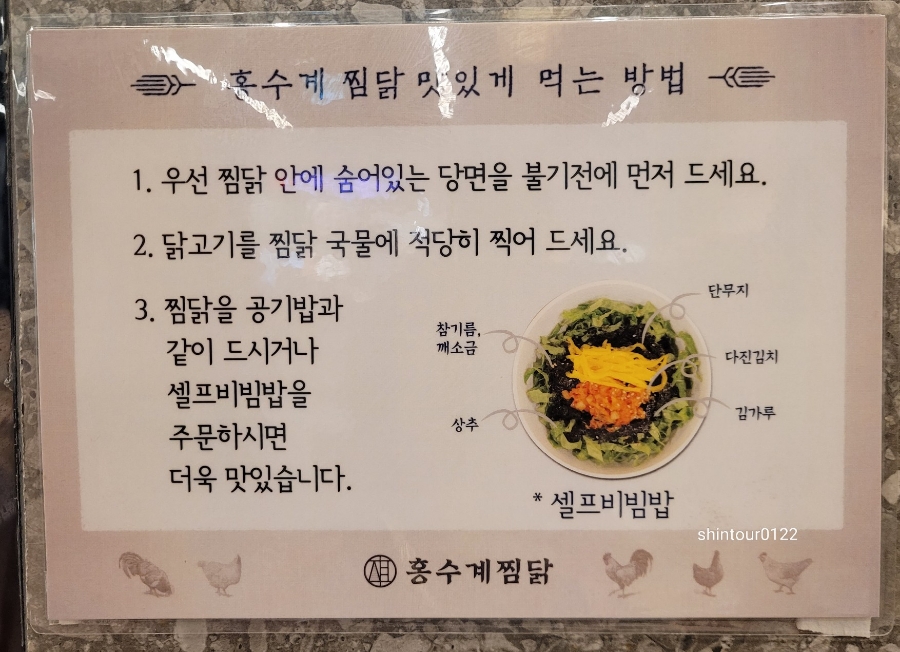 홍수계 찜닭 맛있게 먹는 방법
1. 우선 찜닭 안에 숨어있는 당면을 불기전에 먼저 드세요.
2. 닭고기를 찜닭 국물에 적당히 찍어 드세요.
3. 찜닭을 공기밥과
같이 드시거나
셀프비빔밥을
주문하시면
더욱 맛있습니다.
참기름,
깨소금
상추
단무지
다진김치
김가루
* 셀프비빔밥
shintour0122
홍수계찜닭